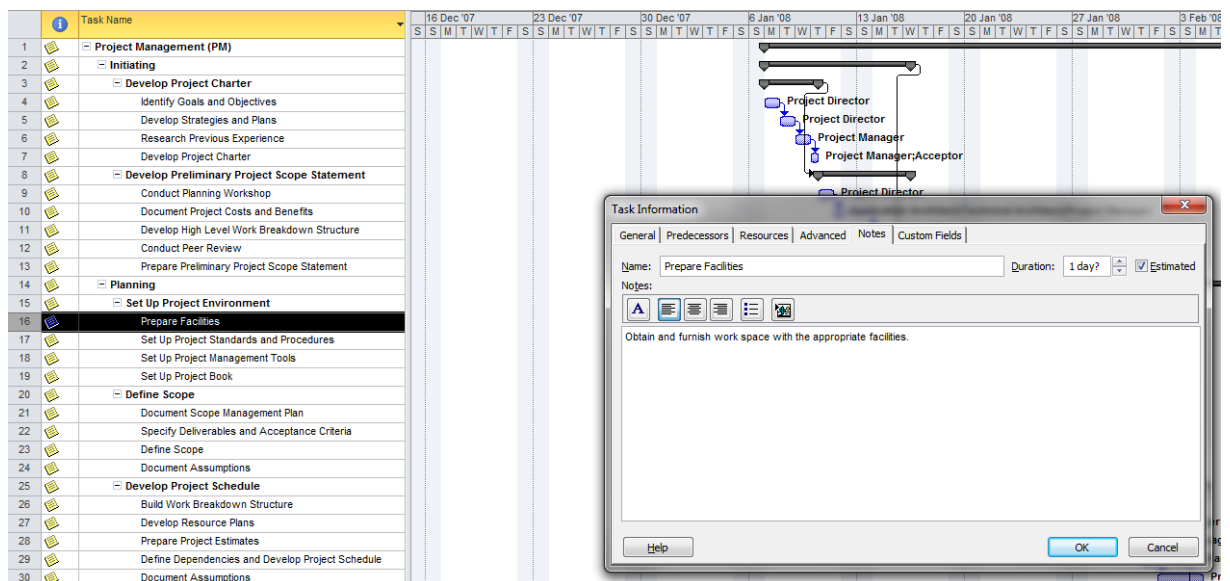 Task Name
16 Dec '07 23 Dec '07 30 Dec '07 6 Jan '08 13 Jan '08 20 Jan '08 27 Jan '08 3 Feb '08
S S M T W T F S S M T W T F S S M T W T F S S M T W T F S S M T W T F S S M T W T F S S M T W T F S S M T
1 Project Management (PM)
2 Initiating
3 Develop Project Charter
4 Identify Goals and Objectives Project Director
5 Develop Strategies and Plans Project Director
6 Research Previous Experience Project Manager
7 Develop Project Charter Project Manager;Acceptor
8 Develop Preliminary Project Scope Statement
9 Conduct Planning Workshop Project Director
10 Document Project Costs and Benefits
11 Develop High Level Work Breakdown Structure
12 Conduct Peer Review
13 Prepare Preliminary Project Scope Statement
14 Planning
15 Set Up Project Environment
16 Prepare Facilities
17 Set Up Project Standards and Procedures
18 Set Up Project Management Tools
19 Set Up Project Book
20 Define Scope
21 Document Scope Management Plan
22 Specify Deliverables and Acceptance Criteria
23 Define Scope
24 Document Assumptions
25 Develop Project Schedule
26 Build Work Breakdown Structure
27 Develop Resource Plans
28 Prepare Project Estimates
29 Define Dependencies and Develop Project Schedule
30 Document Assumptions
Task Information
General Predecessors Resources Advanced Notes Custom Fields
Name: Prepare Facilities Duration: 1 day? Estimated
Notes:
A
Obtain and furnish work space with the appropriate facilities.
Help OK Cancel